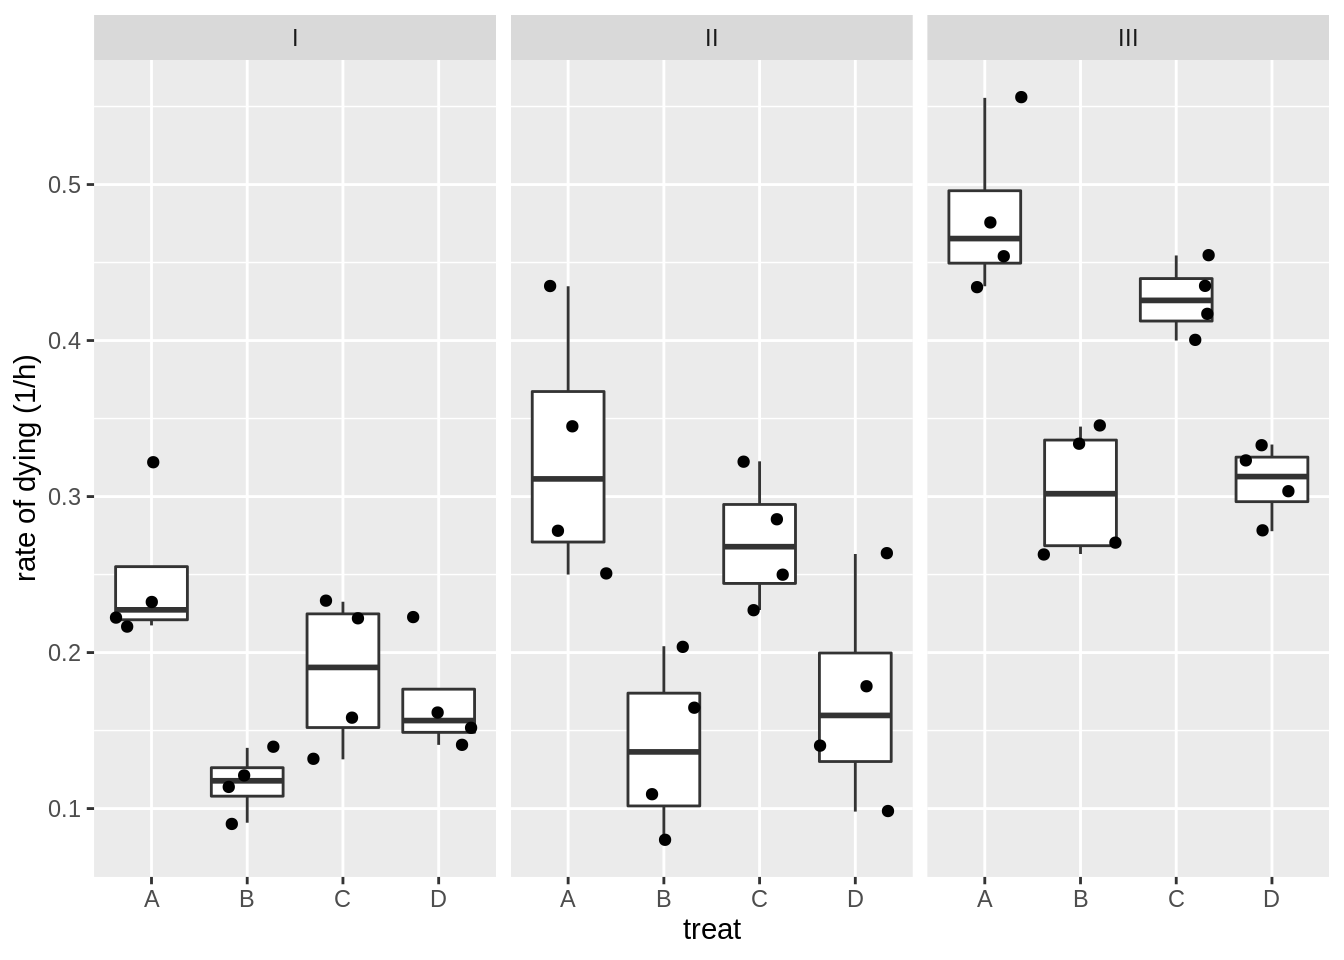 I II III
rate of dying (1/h)
0.5
0.4
0.3
0.2
0.1
A B C D A B C D A B C D
treat